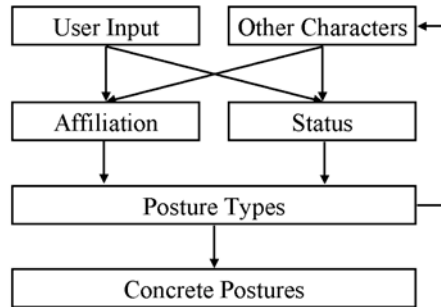 User Input
Other Characters
Affiliation
Status
Posture Types
Concrete Postures